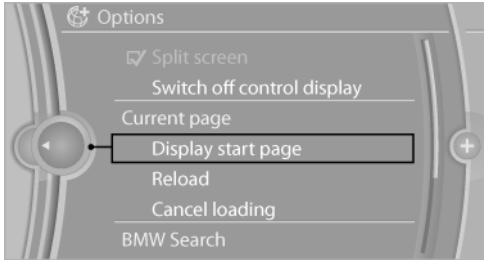 Options
Split screen
Switch off control display
Current page
Display start page
Reload
Cancel loading
BMW Search